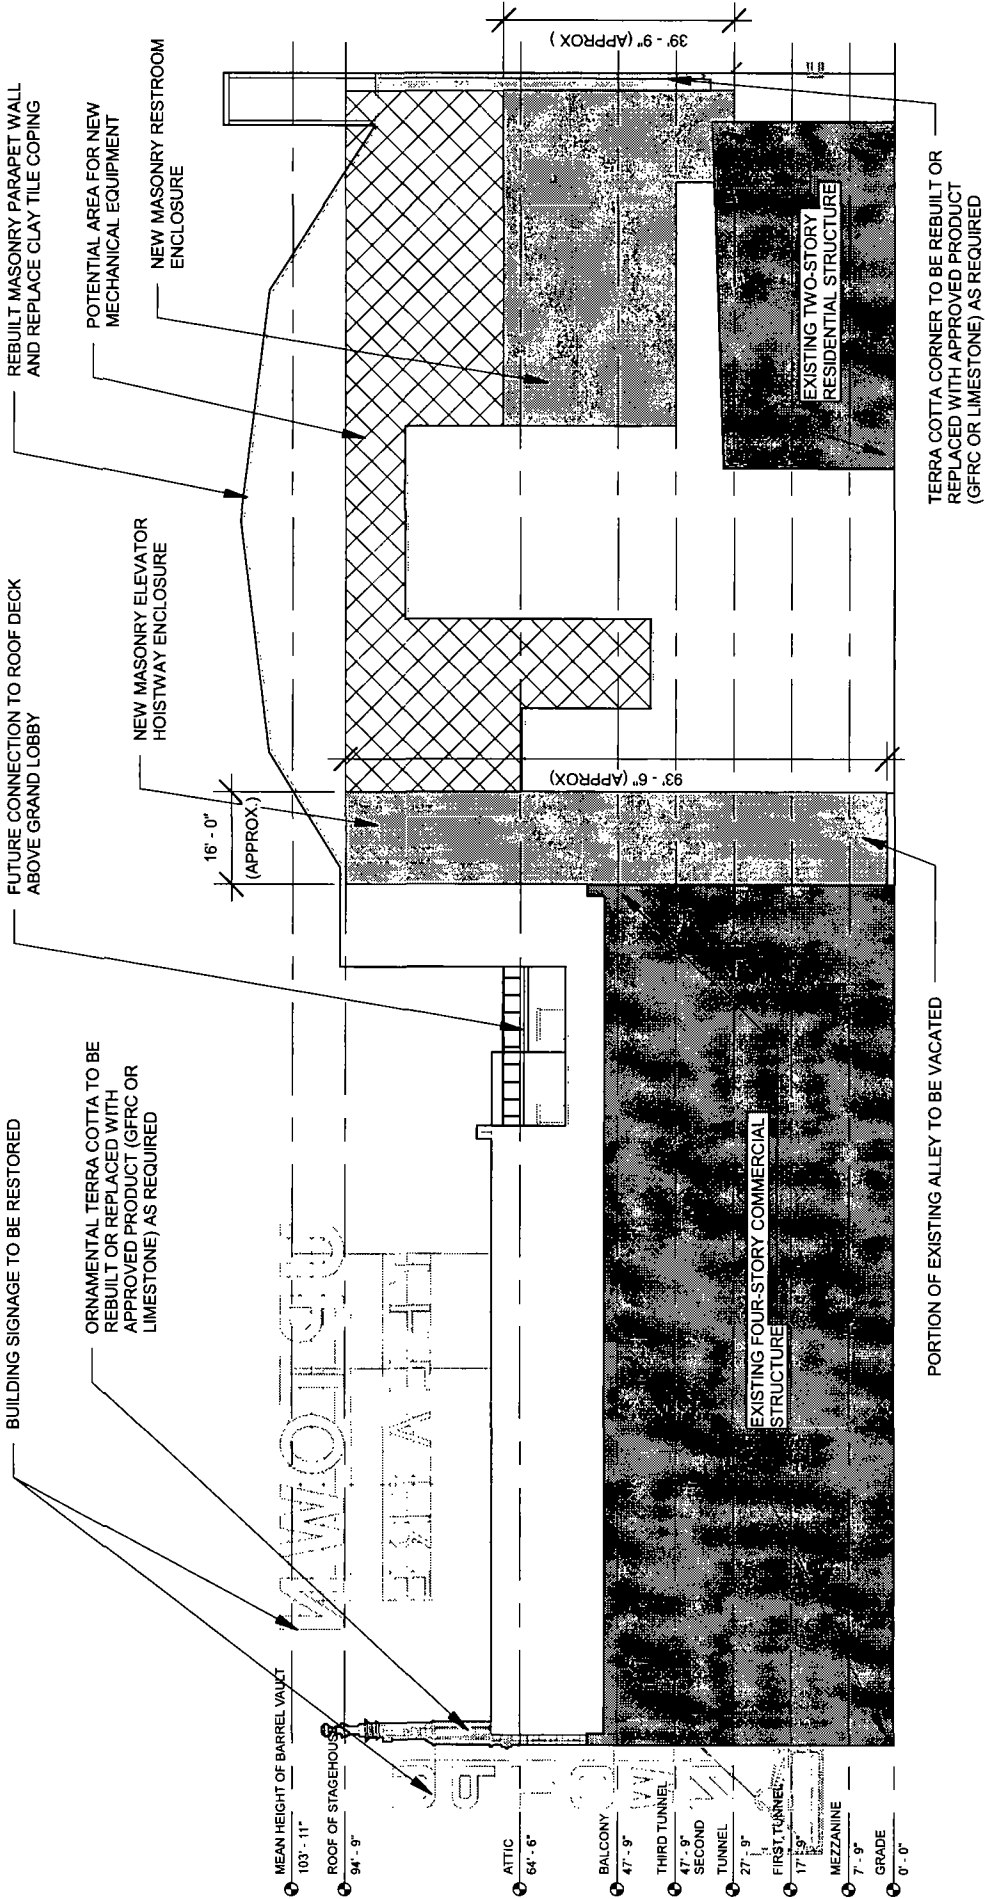 BUILDING SIGNAGE TO BE RESTORED
ORNAMENTAL TERRA COTTA TO BE
REBUILT OR REPLACED WITH
APPROVED PRODUCT (GFRC OR
LIMESTONE) AS REQUIRED
FUTURE CONNECTION TO ROOF DECK
ABOVE GRAND LOBBY
NEW MASONRY ELEVATOR
HOISTWAY ENCLOSURE
REBUILT MASONRY PARAPET WALL
AND REPLACE CLAY TILE COPING
POTENTIAL AREA FOR NEW
MECHANICAL EQUIPMENT
NEW MASONRY RESTROOM
ENCLOSURE
16' - 0"
(APPROX.)
93' - 6" (APPROX)
39' - 9" (APPROX )
UPTOWN
THEATRE
UPTOWN
MEAN HEIGHT OF BARREL VAULT
103' - 11"
ROOF OF STAGEHOUSE
94' - 9"
ATTIC
64' - 6"
BALCONY
47' - 9"
THIRD TUNNEL
47' - 9"
SECOND
TUNNEL
27' - 9"
FIRST TUNNEL
17' - 9"
MEZZANINE
7' - 9"
GRADE
0' - 0"
EXISTING FOUR-STORY COMMERCIAL
STRUCTURE
EXISTING TWO-STORY
RESIDENTIAL STRUCTURE
PORTION OF EXISTING ALLEY TO BE VACATED
TERRA COTTA CORNER TO BE REBUILT OR
REPLACED WITH APPROVED PRODUCT
(GFRC OR LIMESTONE) AS REQUIRED